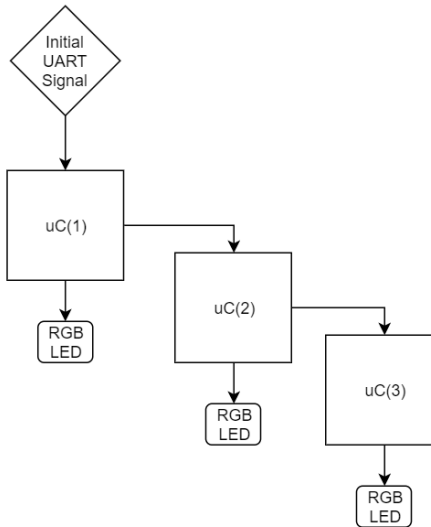 Initial
UART
Signal
uC(1)
uC(2)
RGB
LED
uC(3)
RGB
LED
RGB
LED